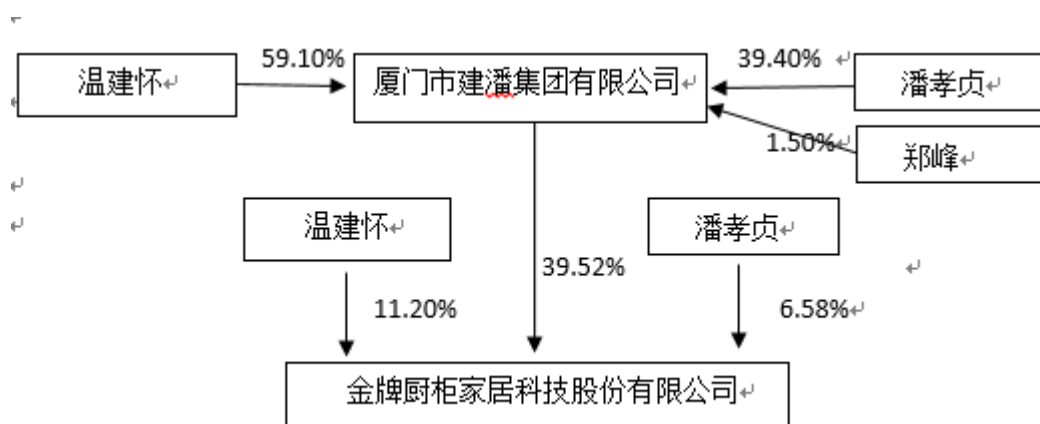 59.10%
39.40%
温建怀
厦门市建潘集团有限公司
潘孝贞
1.50%
郑峰
温建怀
潘孝贞
39.52%
11.20%
6.58%
金牌厨柜家居科技股份有限公司